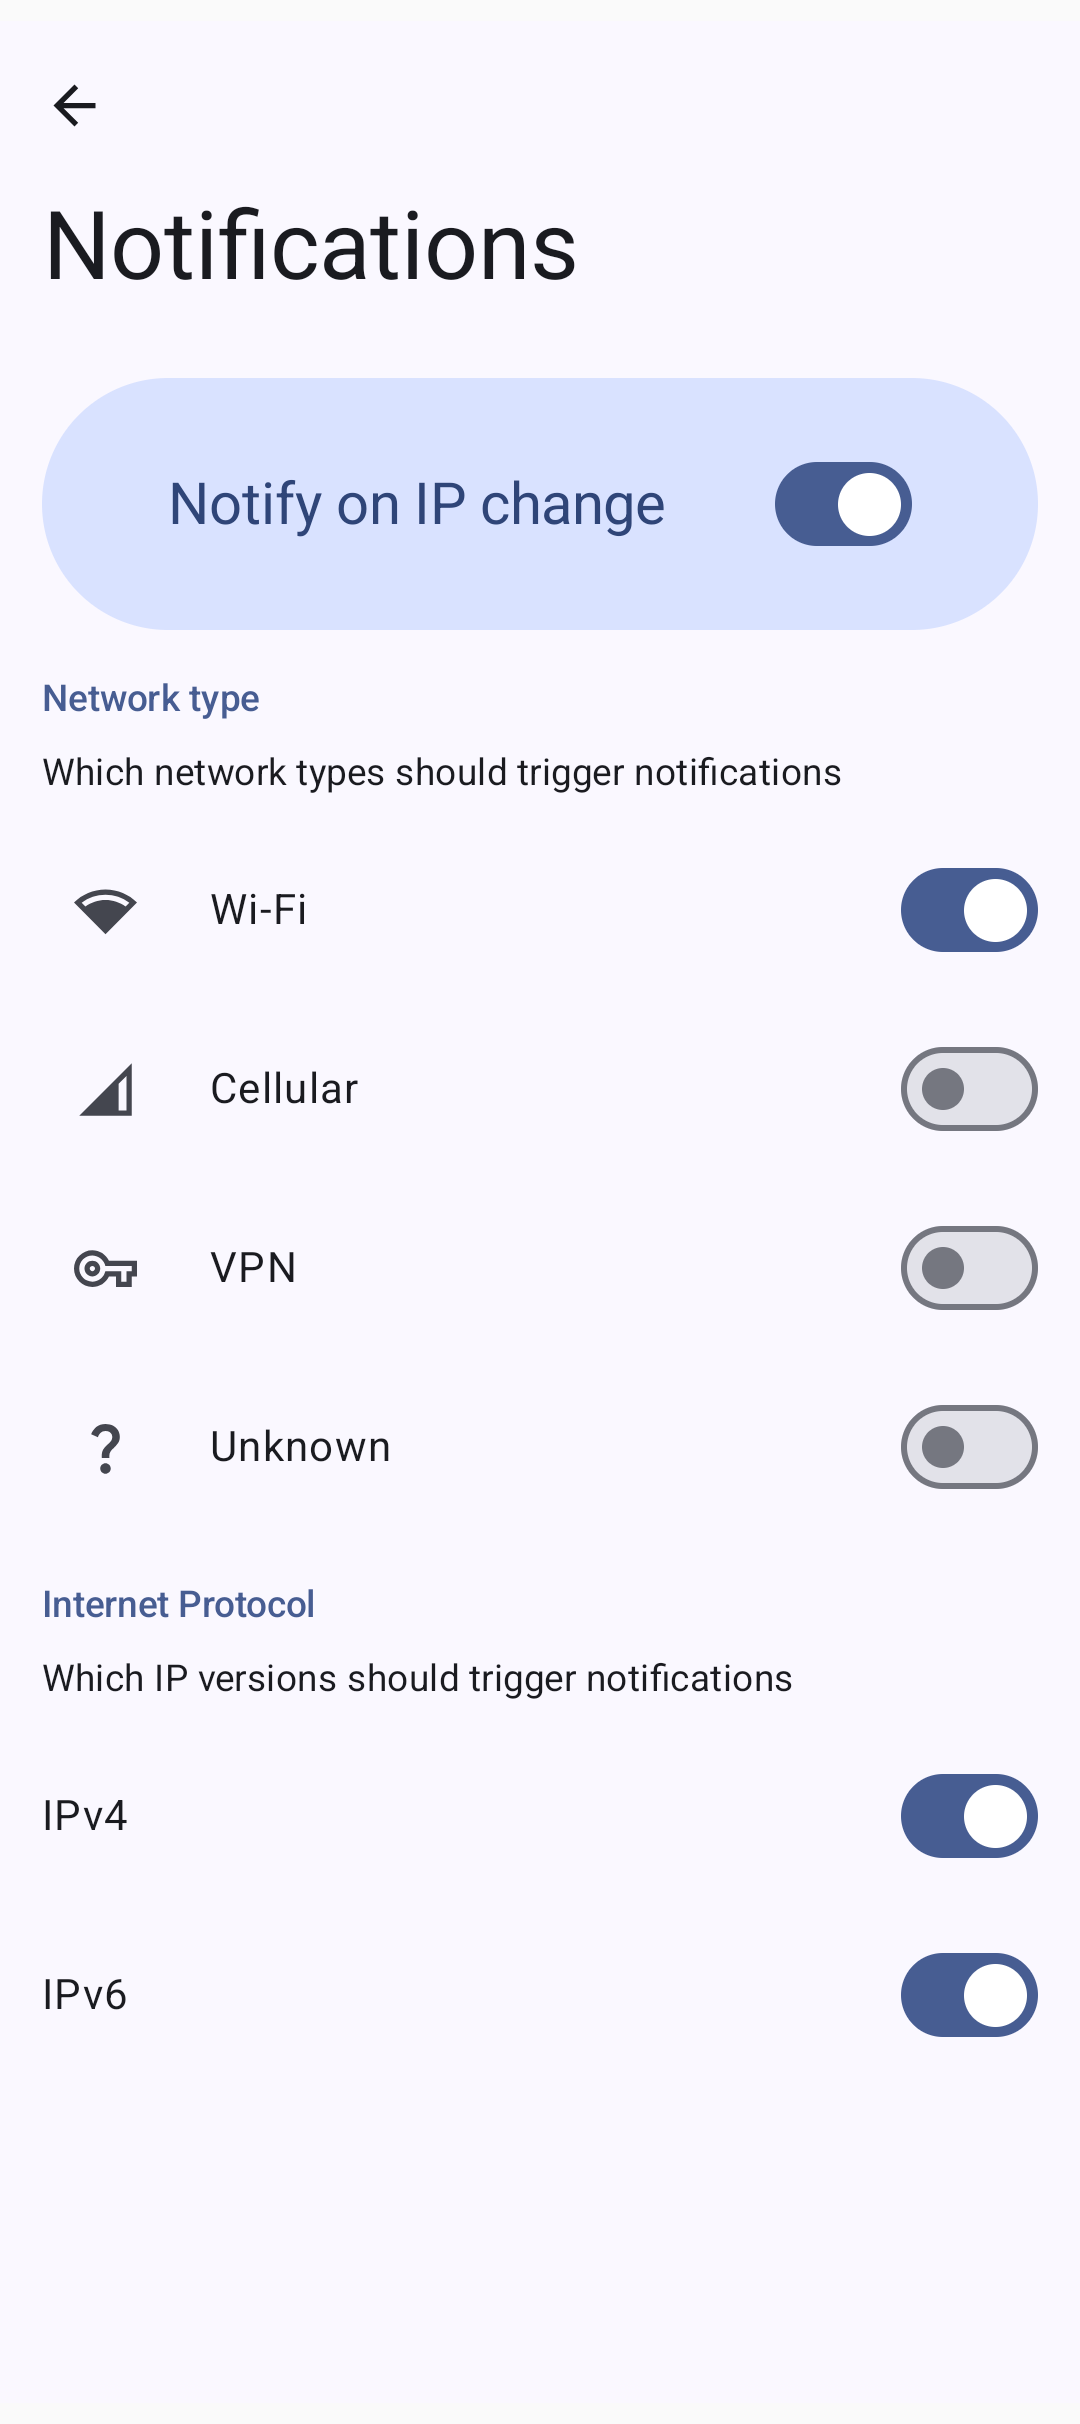 Notifications
Notify on IP change
Network type
Which network types should trigger notifications
Wi-Fi
Cellular
VPN
Unknown
Internet Protocol
Which IP versions should trigger notifications
IPv4
IPv6